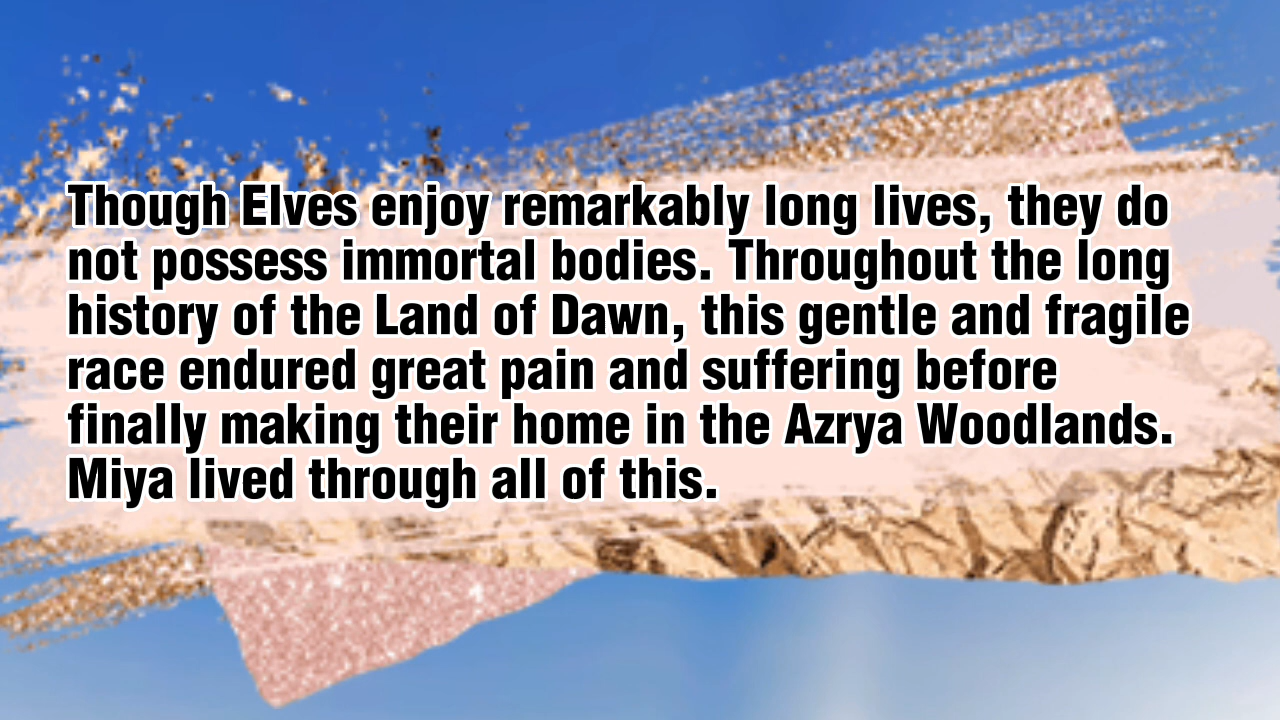 Though Elves enjoy remarkably long lives, they do
not possess immortal bodies. Throughout the long
history of the Land of Dawn, this gentle and fragile
race endured great pain and suffering before
finally making their home in the Azrya Woodlands.
Miya lived through all of this.